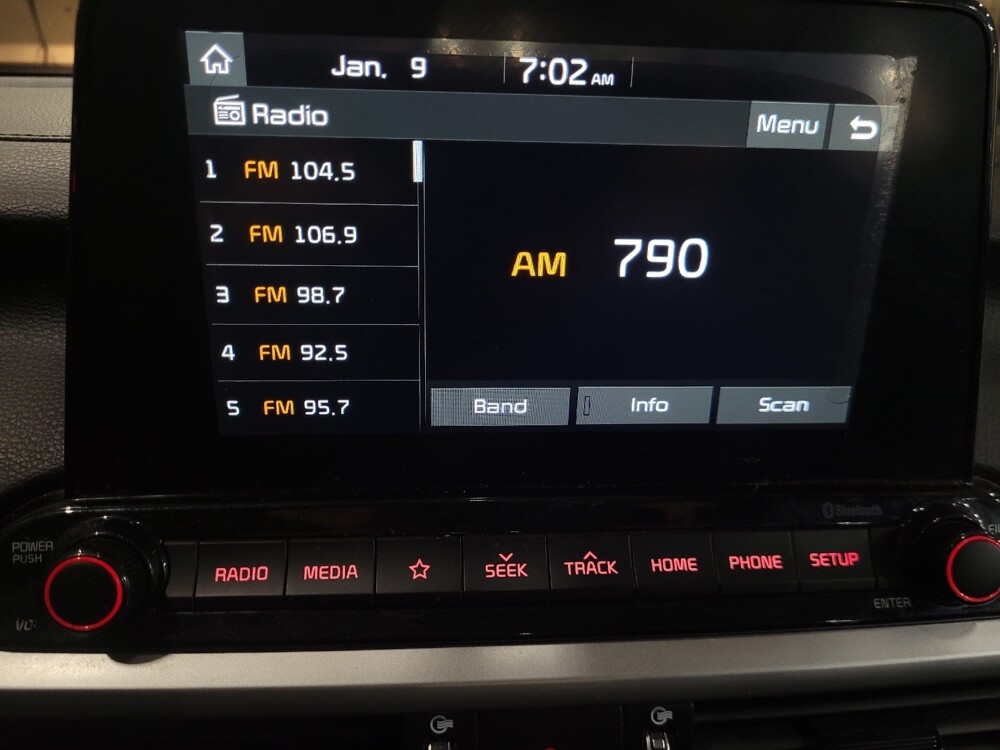 Jan. 9 7:02 AM
Radio Menu
1 FM 104.5
2 FM 106.9
3 FM 98.7
4 FM 92.5
5 FM 95.7
AM 790
Band Info Scan
Bluetooth
POWER
PUSH
RADIO MEDIA SEEK TRACK HOME PHONE SETUP
ENTER